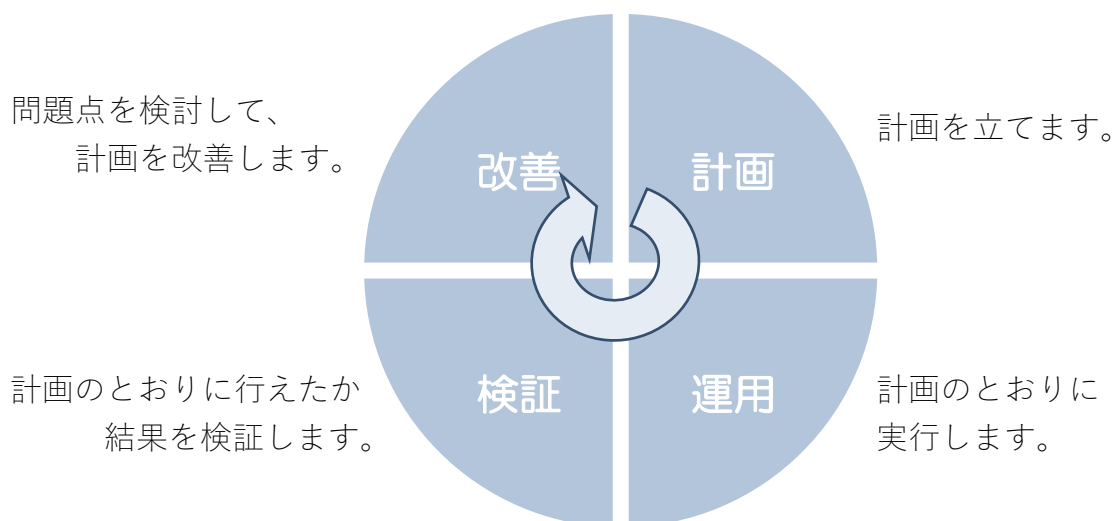 問題点を検討して、
計画を改善します。
改善
計画
計画を立てます。
計画のとおりに行えたか
結果を検証します。
検証
運用
計画のとおりに
実行します。